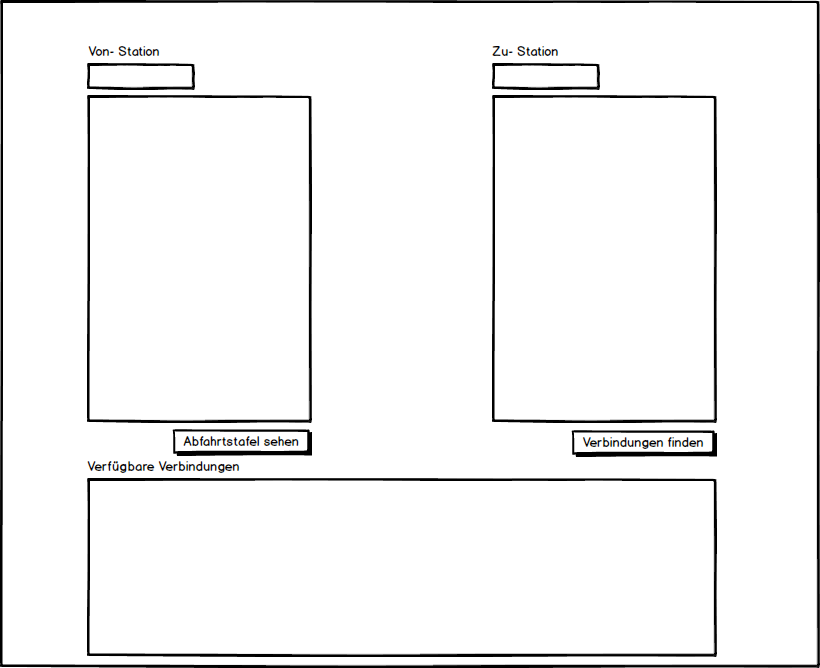 Von- Station
Zu- Station
Abfahrtstafel sehen
Verbindungen finden
Verfügbare Verbindungen